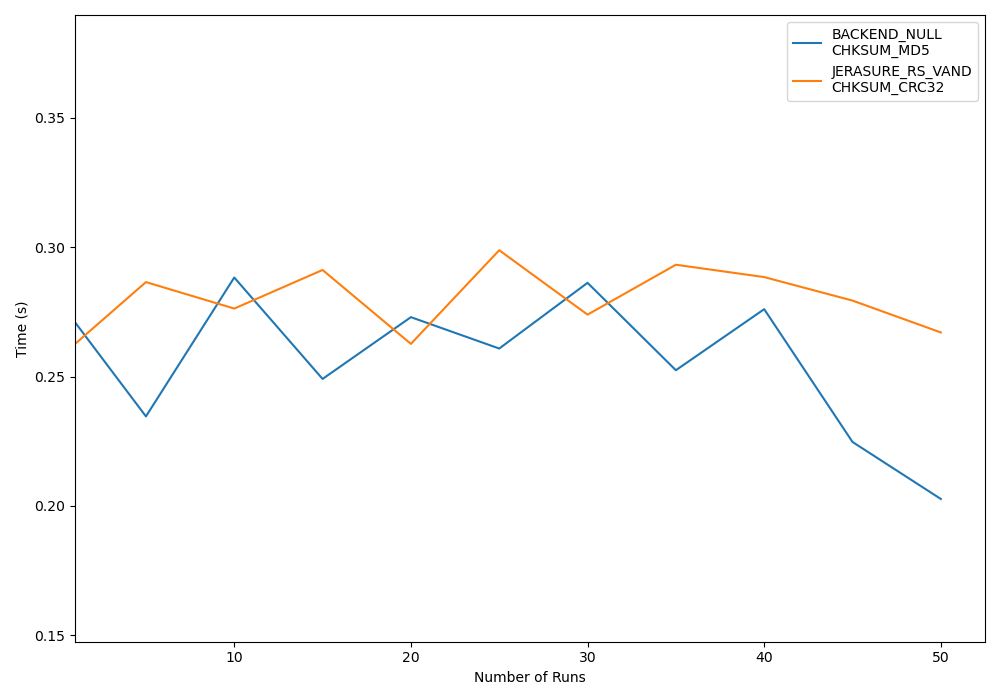 BACKEND_NULL
CHKSUM_MD5
JERASURE_RS_VAND
CHKSUM_CRC32
0.35
0.30
0.25
0.20
0.15
Time (s)
10 20 30 40 50
Number of Runs